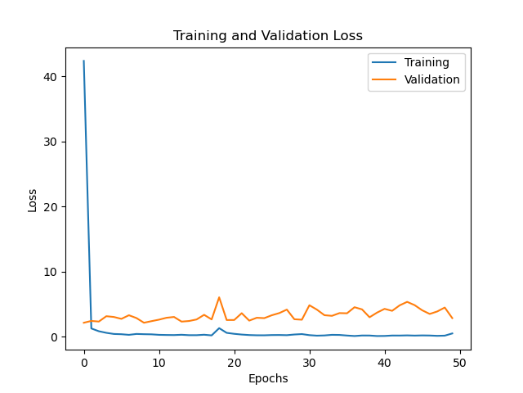 Training and Validation Loss
Training
Validation
40
30
20
10
0
Loss
0
10
20
30
40
50
Epochs